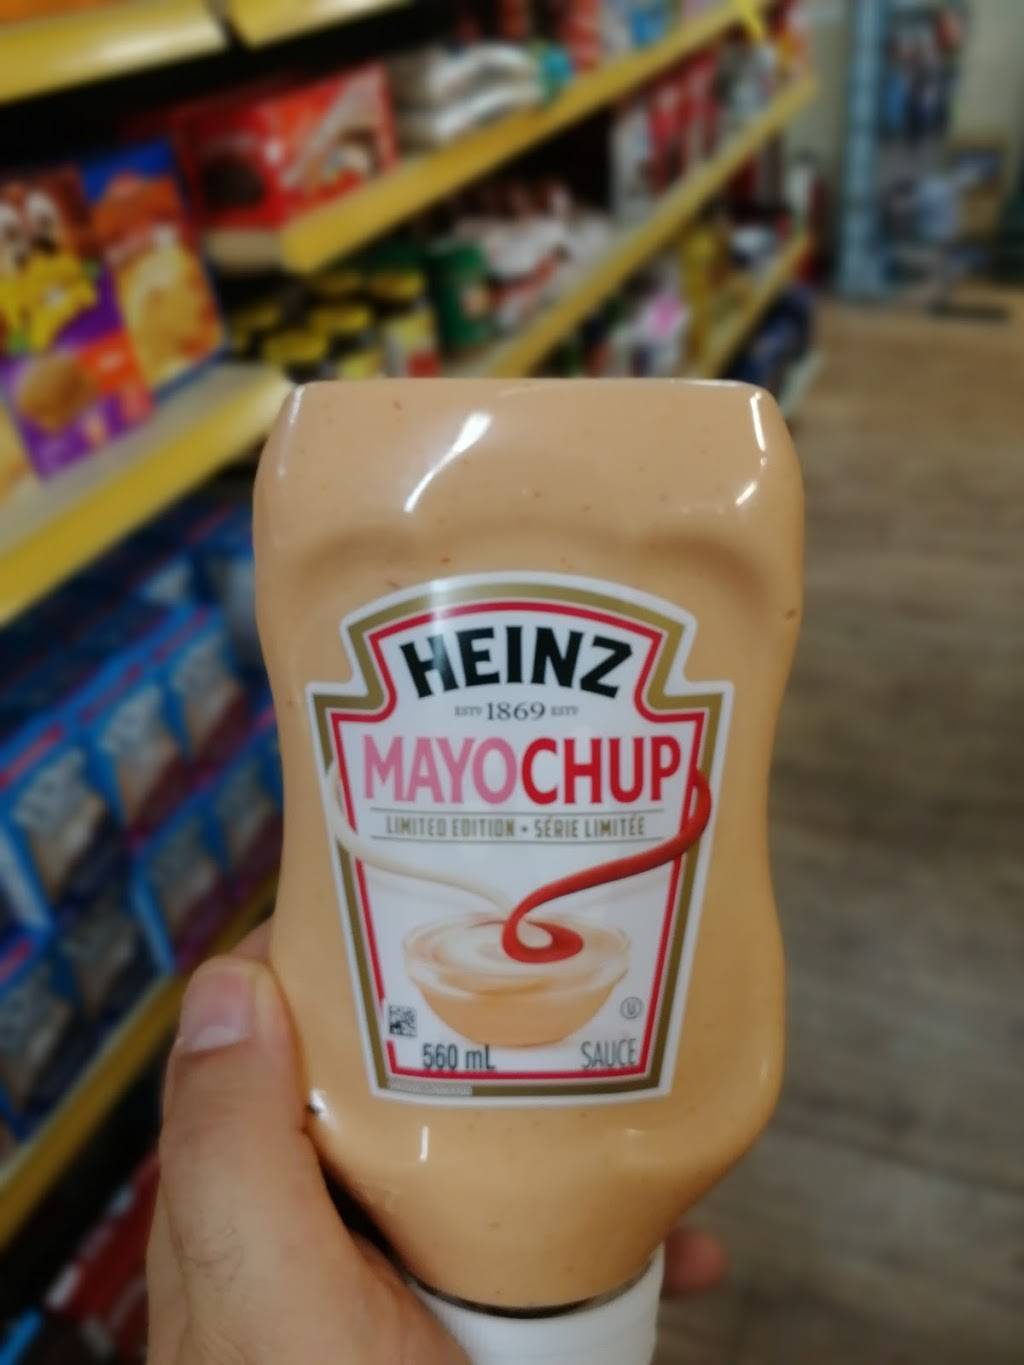 HEINZ
ESTD 1869 ESTD
MAYOCHUP
LIMITED EDITION • SÉRIE LIMITÉE
U
560 mL
SAUCE